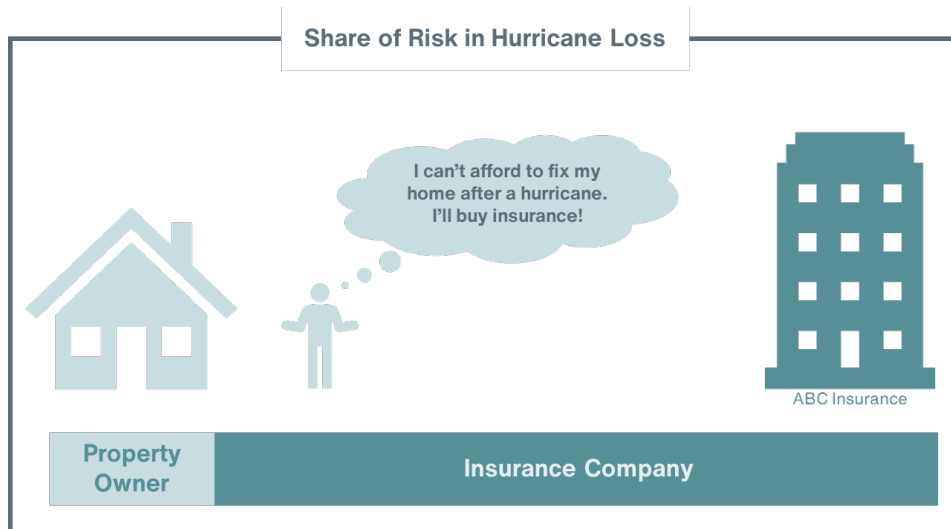 Share of Risk in Hurricane Loss
I can't afford to fix my
home after a hurricane.
I'll buy insurance!
ABC Insurance
Property
Owner
Insurance Company